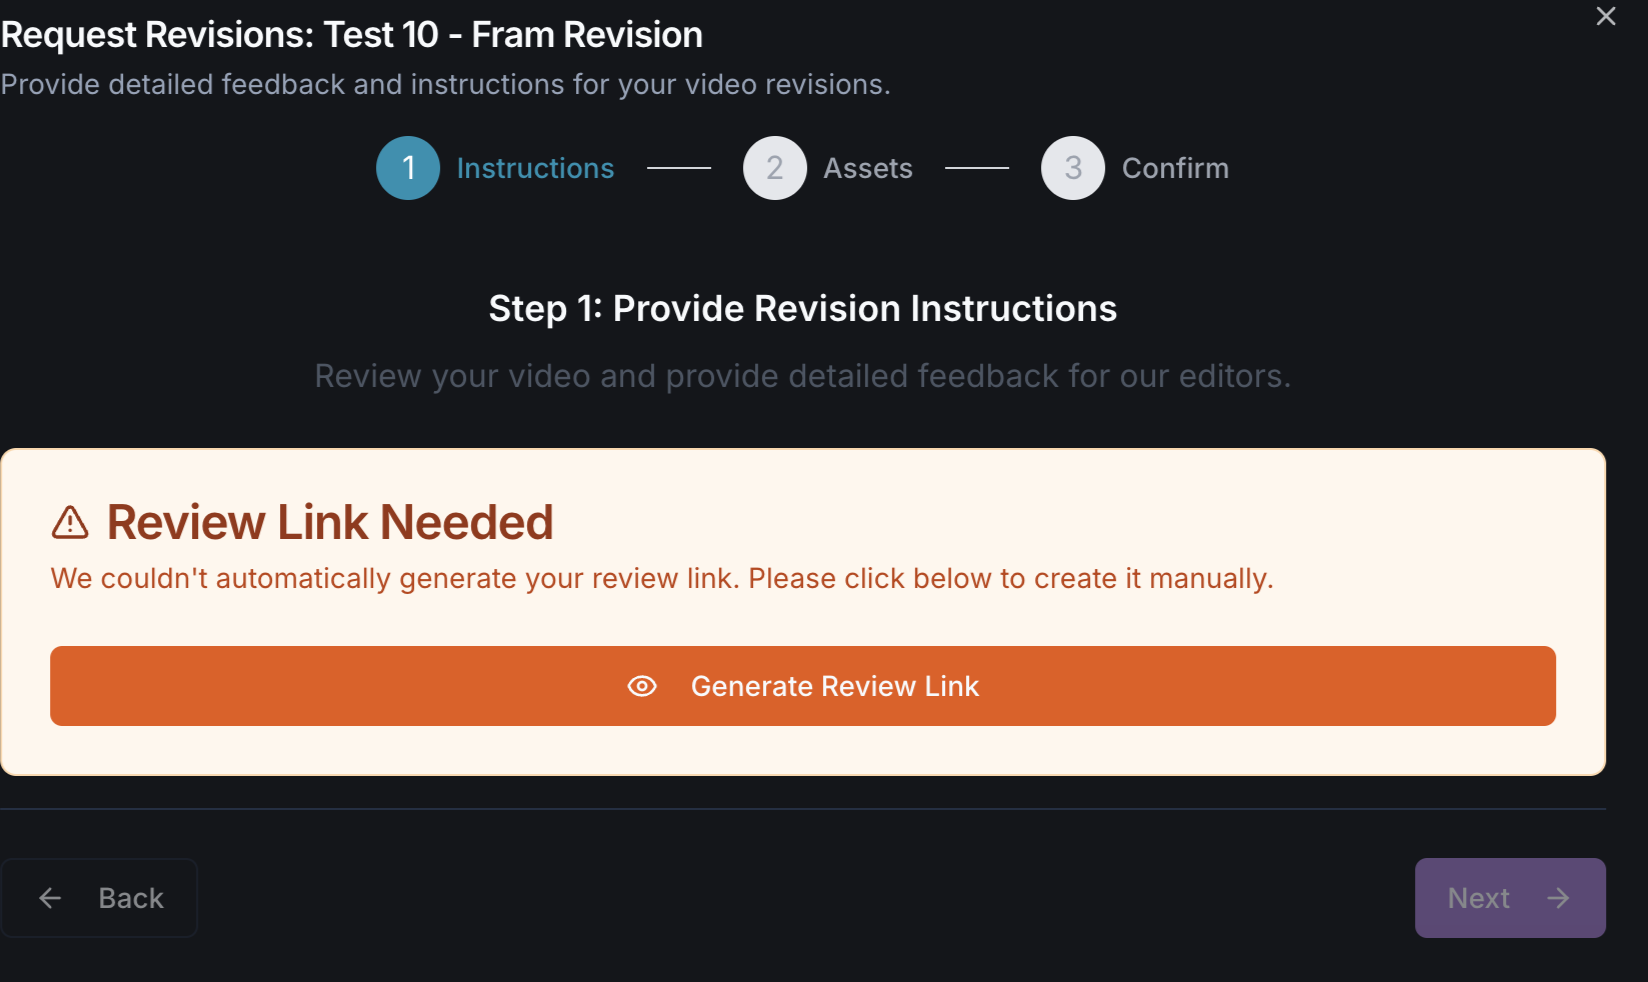 Request Revisions: Test 10 - Fram Revision
Provide detailed feedback and instructions for your video revisions.
1 Instructions 2 Assets 3 Confirm
Step 1: Provide Revision Instructions
Review your video and provide detailed feedback for our editors.
Review Link Needed
We couldn't automatically generate your review link. Please click below to create it manually.
Generate Review Link
Back Next